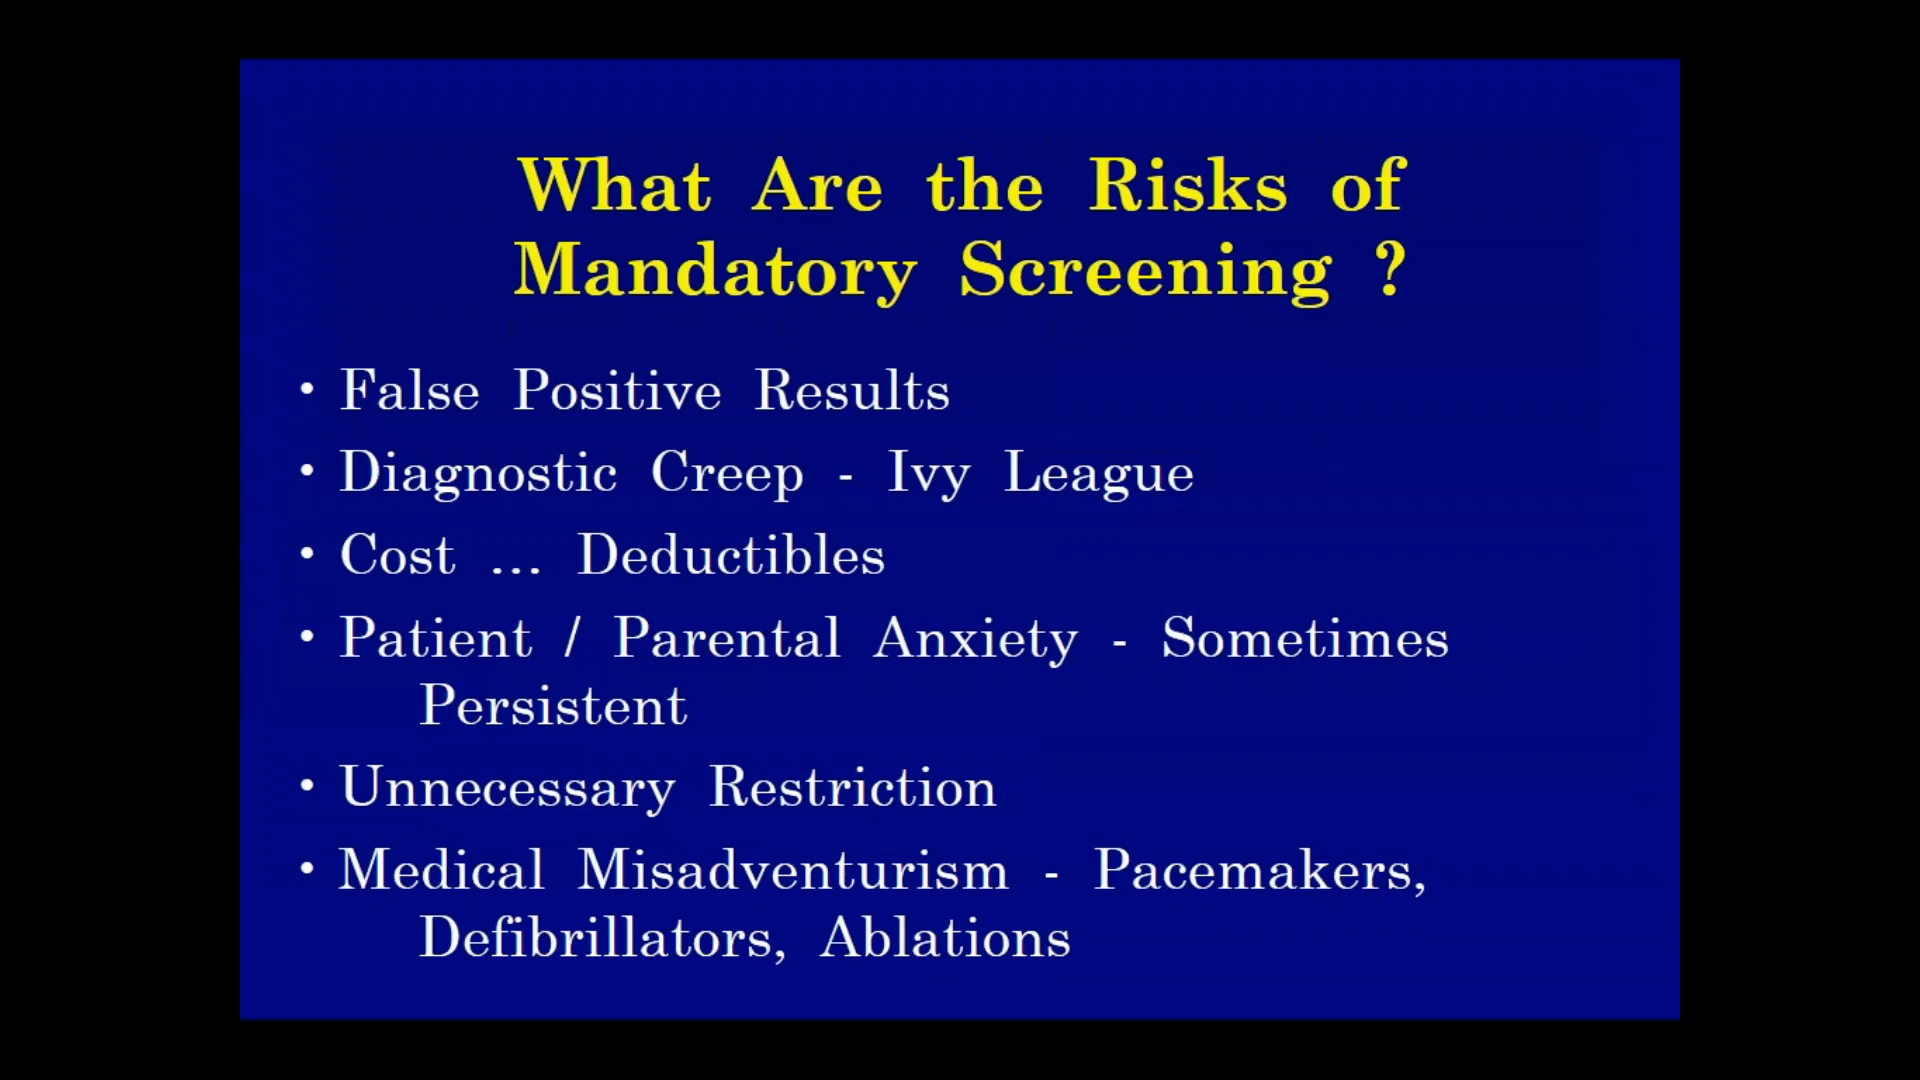 What Are the Risks of
Mandatory Screening ?
• False Positive Results
• Diagnostic Creep - Ivy League
• Cost ... Deductibles
• Patient / Parental Anxiety - Sometimes
Persistent
• Unnecessary Restriction
• Medical Misadventurism - Pacemakers,
Defibrillators, Ablations